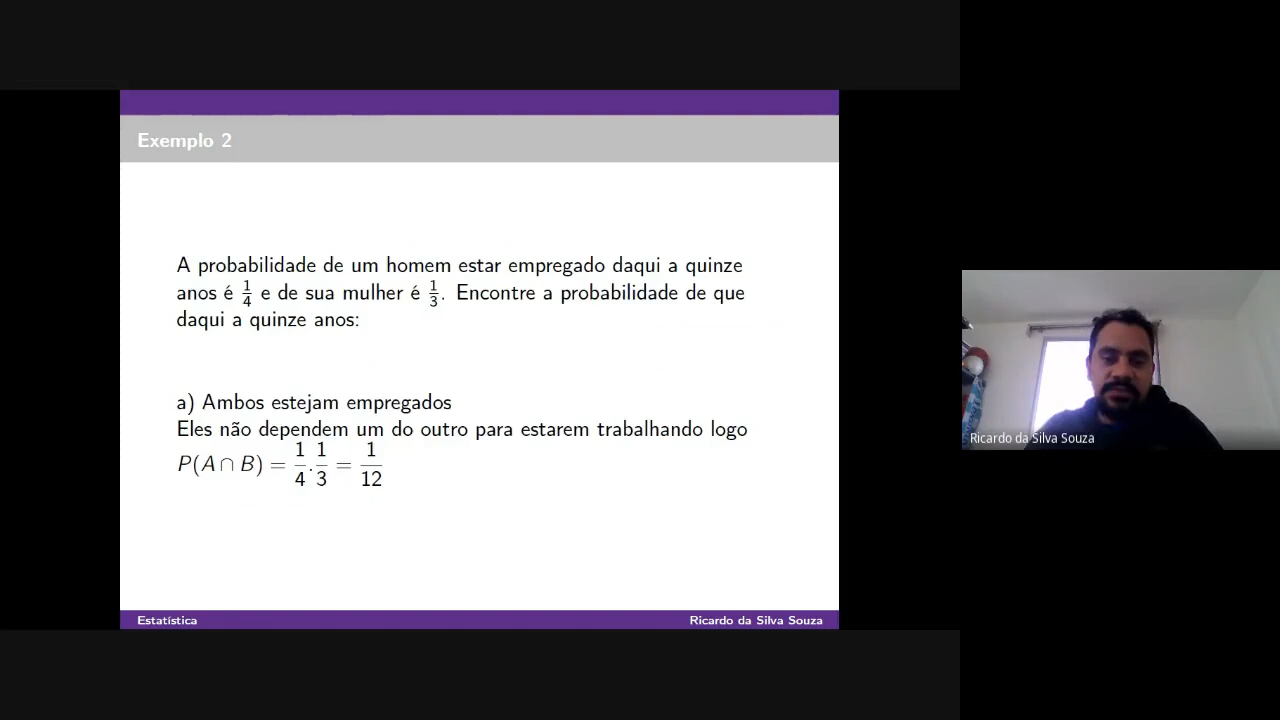 Exemplo 2
A probabilidade de um homem estar empregado daqui a quinze
anos é 1/4 e de sua mulher é 1/3. Encontre a probabilidade de que
daqui a quinze anos:
a) Ambos estejam empregados
Eles não dependem um do outro para estarem trabalhando logo
P(A ∩ B) = 1/4 . 1/3 = 1/12
Estatística
Ricardo da Silva Souza
Ricardo da Silva Souza